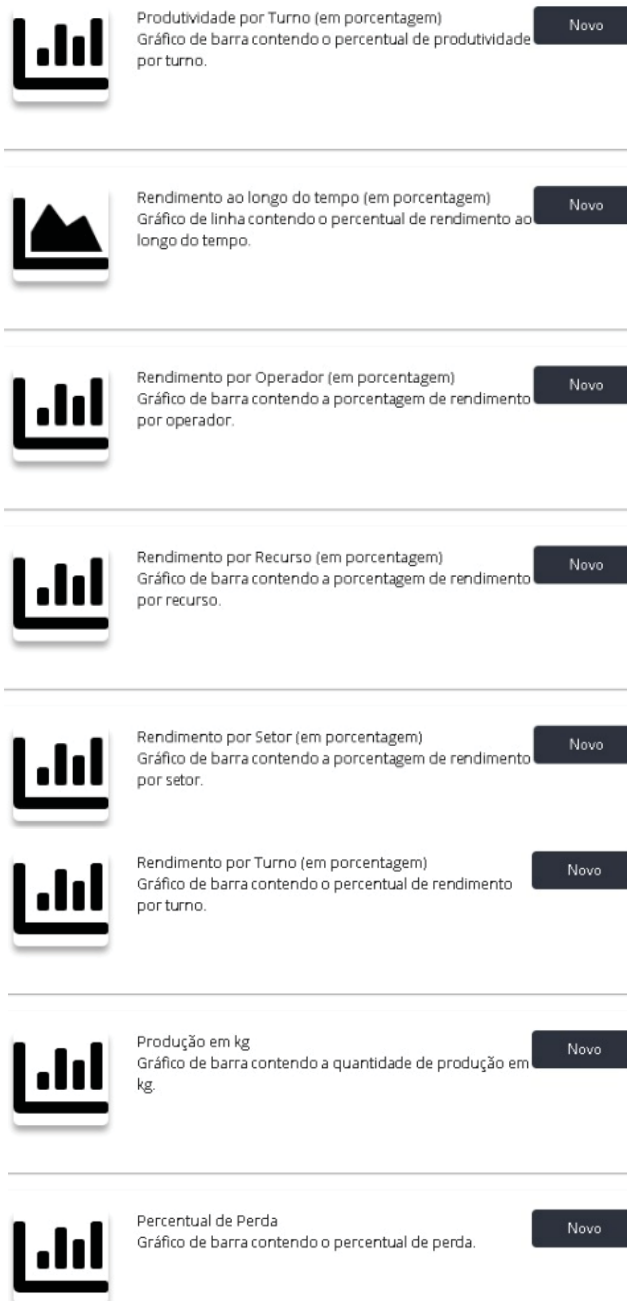 Produtividade por Turno (em porcentagem)
Novo
Gráfico de barra contendo o percentual de produtividade
por turno.
Rendimento ao longo do tempo (em porcentagem)
Novo
Gráfico de linha contendo o percentual de rendimento ao
longo do tempo.
Rendimento por Operador (em porcentagem)
Novo
Gráfico de barra contendo a porcentagem de rendimento
por operador.
Rendimento por Recurso (em porcentagem)
Novo
Gráfico de barra contendo a porcentagem de rendimento
por recurso.
Rendimento por Setor (em porcentagem)
Novo
Gráfico de barra contendo a porcentagem de rendimento
por setor.
Rendimento por Turno (em porcentagem)
Novo
Gráfico de barra contendo o percentual de rendimento
por turno.
Produção em kg
Novo
Gráfico de barra contendo a quantidade de produção em
kg.
Percentual de Perda
Novo
Gráfico de barra contendo o percentual de perda.